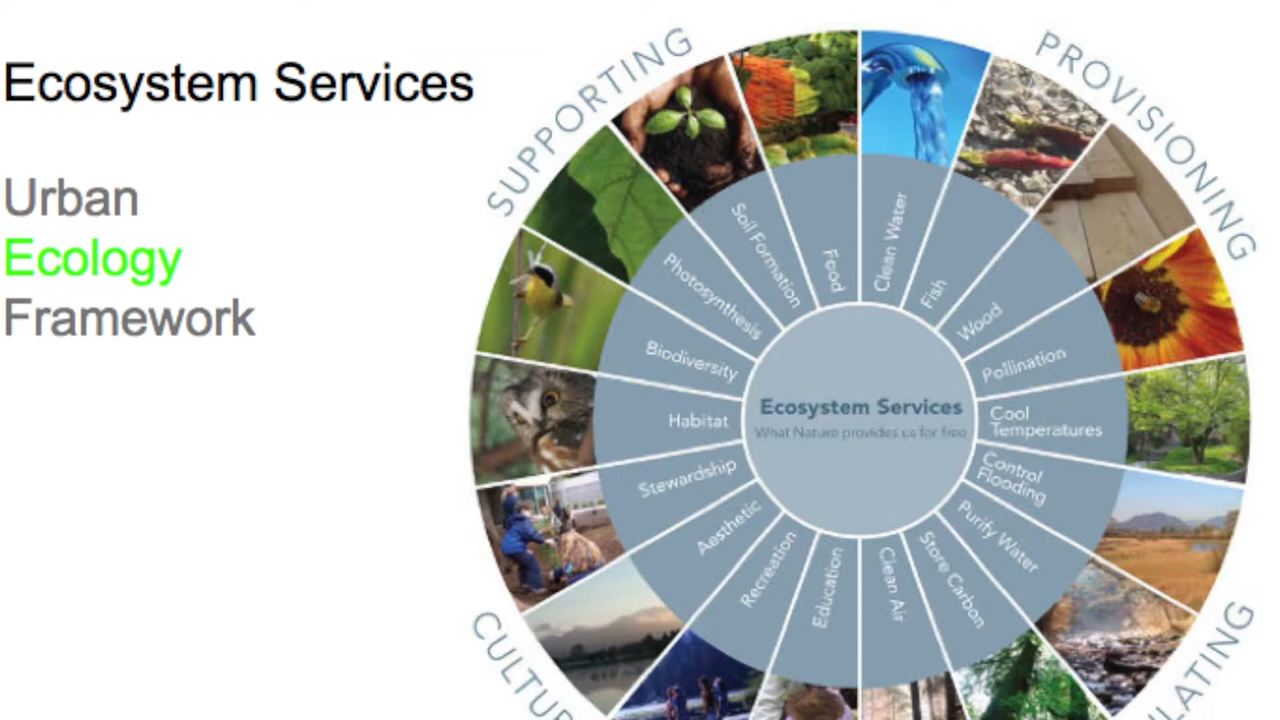 Ecosystem Services
Urban
Ecology
Framework
SUPPORTING
PROVISIONING
Food
Clean Water
Fish
Wood
Pollination
Cool
Temperatures
Control
Flooding
Purify Water
Store Carbon
Clean Air
Education
Recreation
Aesthetic
Stewardship
Habitat
Biodiversity
Photosynthesis
Soil Formation
Ecosystem Services
What Nature provides us for free
CULTUR
LATING